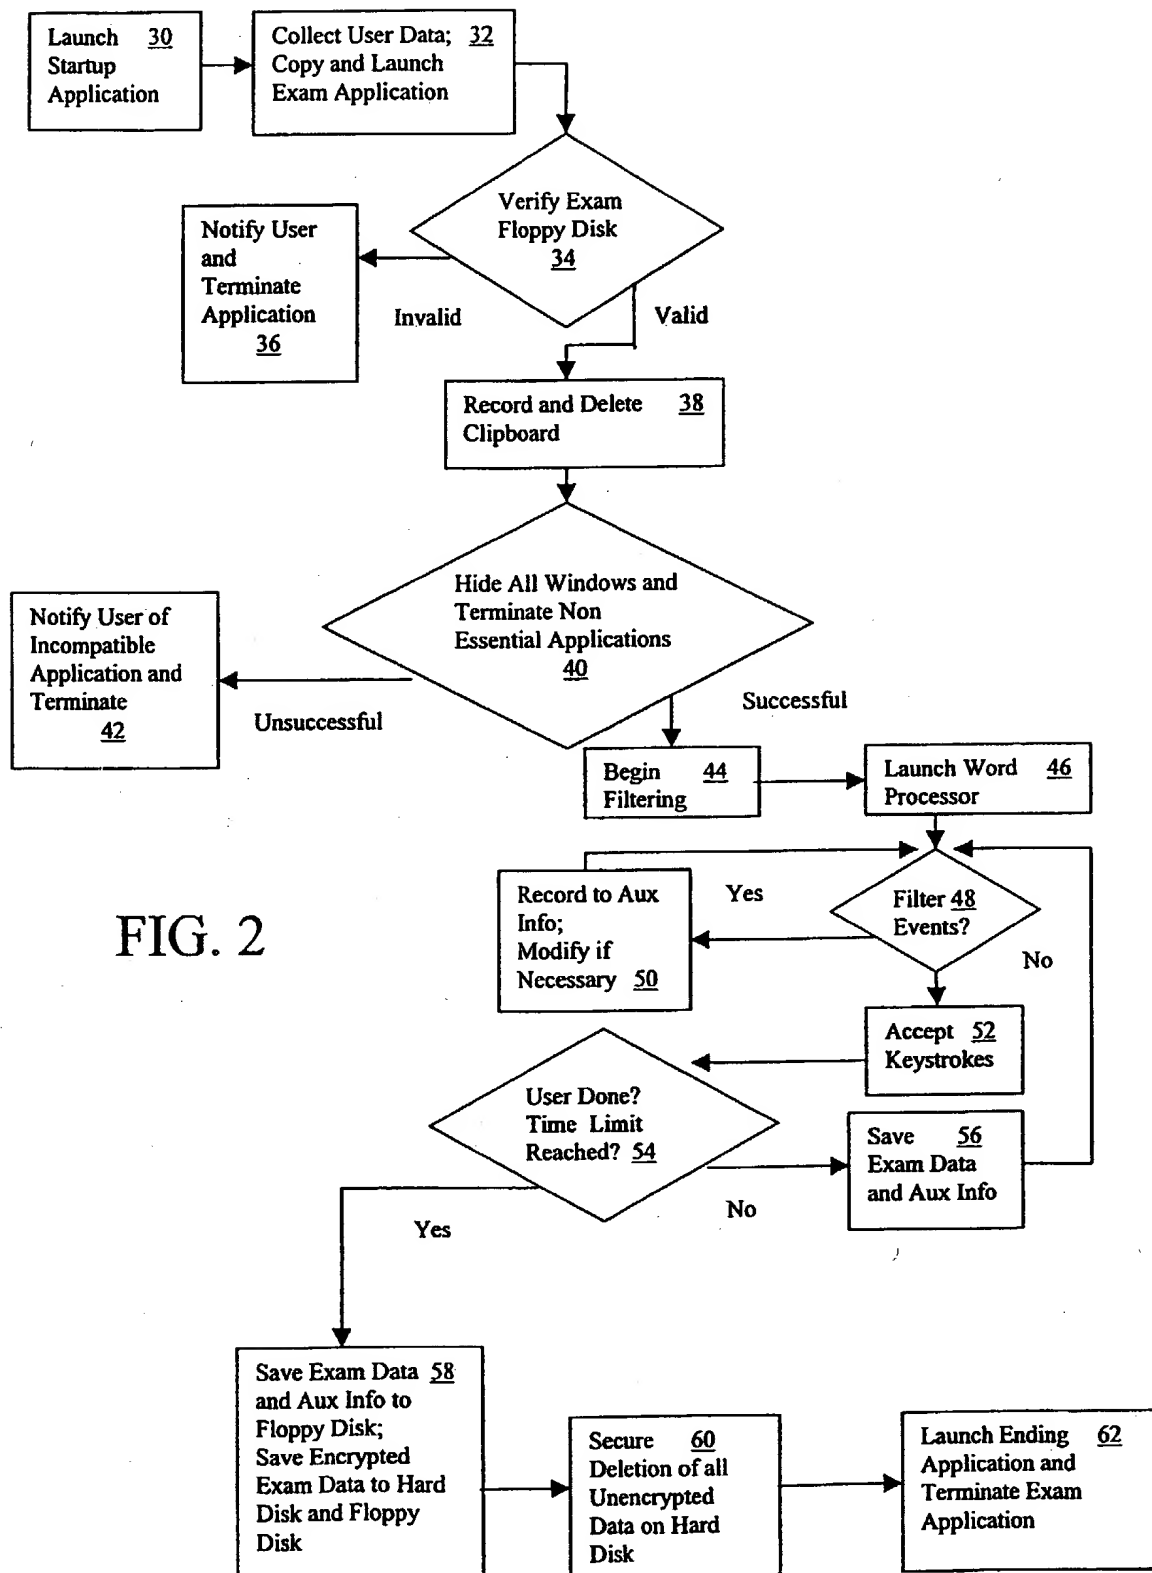 Launch 30
Startup
Application
Collect User Data; 32
Copy and Launch
Exam Application
Verify Exam
Floppy Disk
34
Notify User
and
Terminate
Application
36
Invalid
Valid
Record and Delete 38
Clipboard
Hide All Windows and
Terminate Non
Essential Applications
40
Notify User of
Incompatible
Application and
Terminate
42
Unsuccessful
Successful
Begin 44
Filtering
Launch Word 46
Processor
FIG. 2
Record to Aux
Info;
Modify if
Necessary 50
Yes
Filter 48
Events?
No
Accept 52
Keystrokes
User Done?
Time Limit
Reached? 54
Save 56
Exam Data
and Aux Info
No
Yes
Save Exam Data 58
and Aux Info to
Floppy Disk;
Save Encrypted
Exam Data to Hard
Disk and Floppy
Disk
Secure 60
Deletion of all
Unencrypted
Data on Hard
Disk
Launch Ending 62
Application and
Terminate Exam
Application